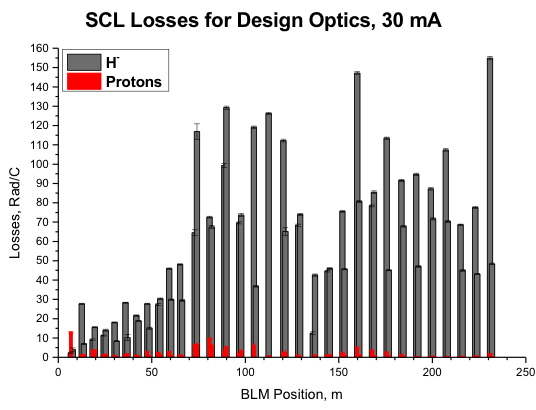 SCL Losses for Design Optics, 30 mA
H-
Protons
Losses, Rad/C
160
150
140
130
120
110
100
90
80
70
60
50
40
30
20
10
0
0 50 100 150 200 250
BLM Position, m